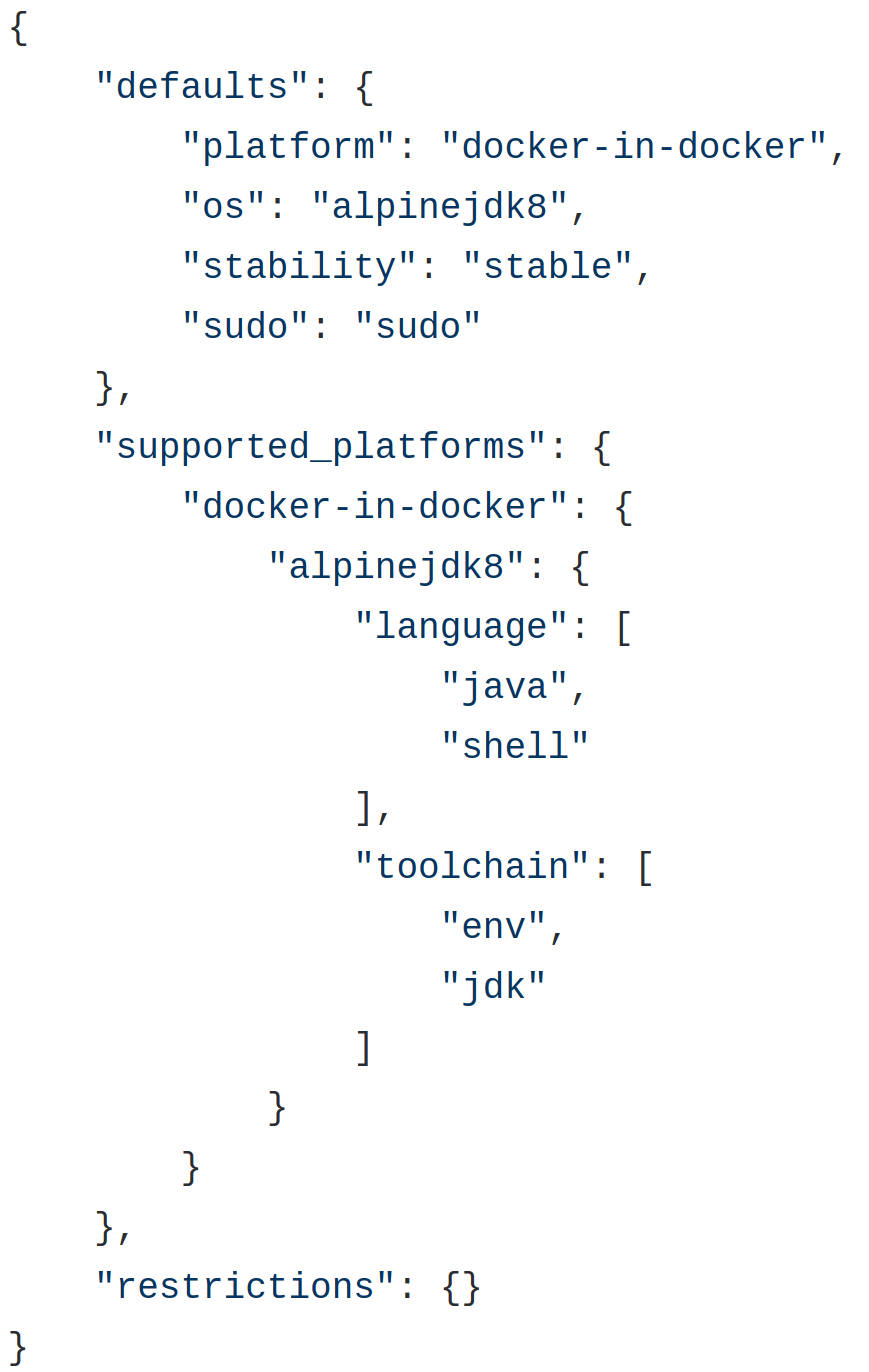 {
    "defaults": {
        "platform": "docker-in-docker",
        "os": "alpinejdk8",
        "stability": "stable",
        "sudo": "sudo"
    },
    "supported_platforms": {
        "docker-in-docker": {
            "alpinejdk8": {
                "language": [
                    "java",
                    "shell"
                ],
                "toolchain": [
                    "env",
                    "jdk"
                ]
            }
        }
    },
    "restrictions": {}
}